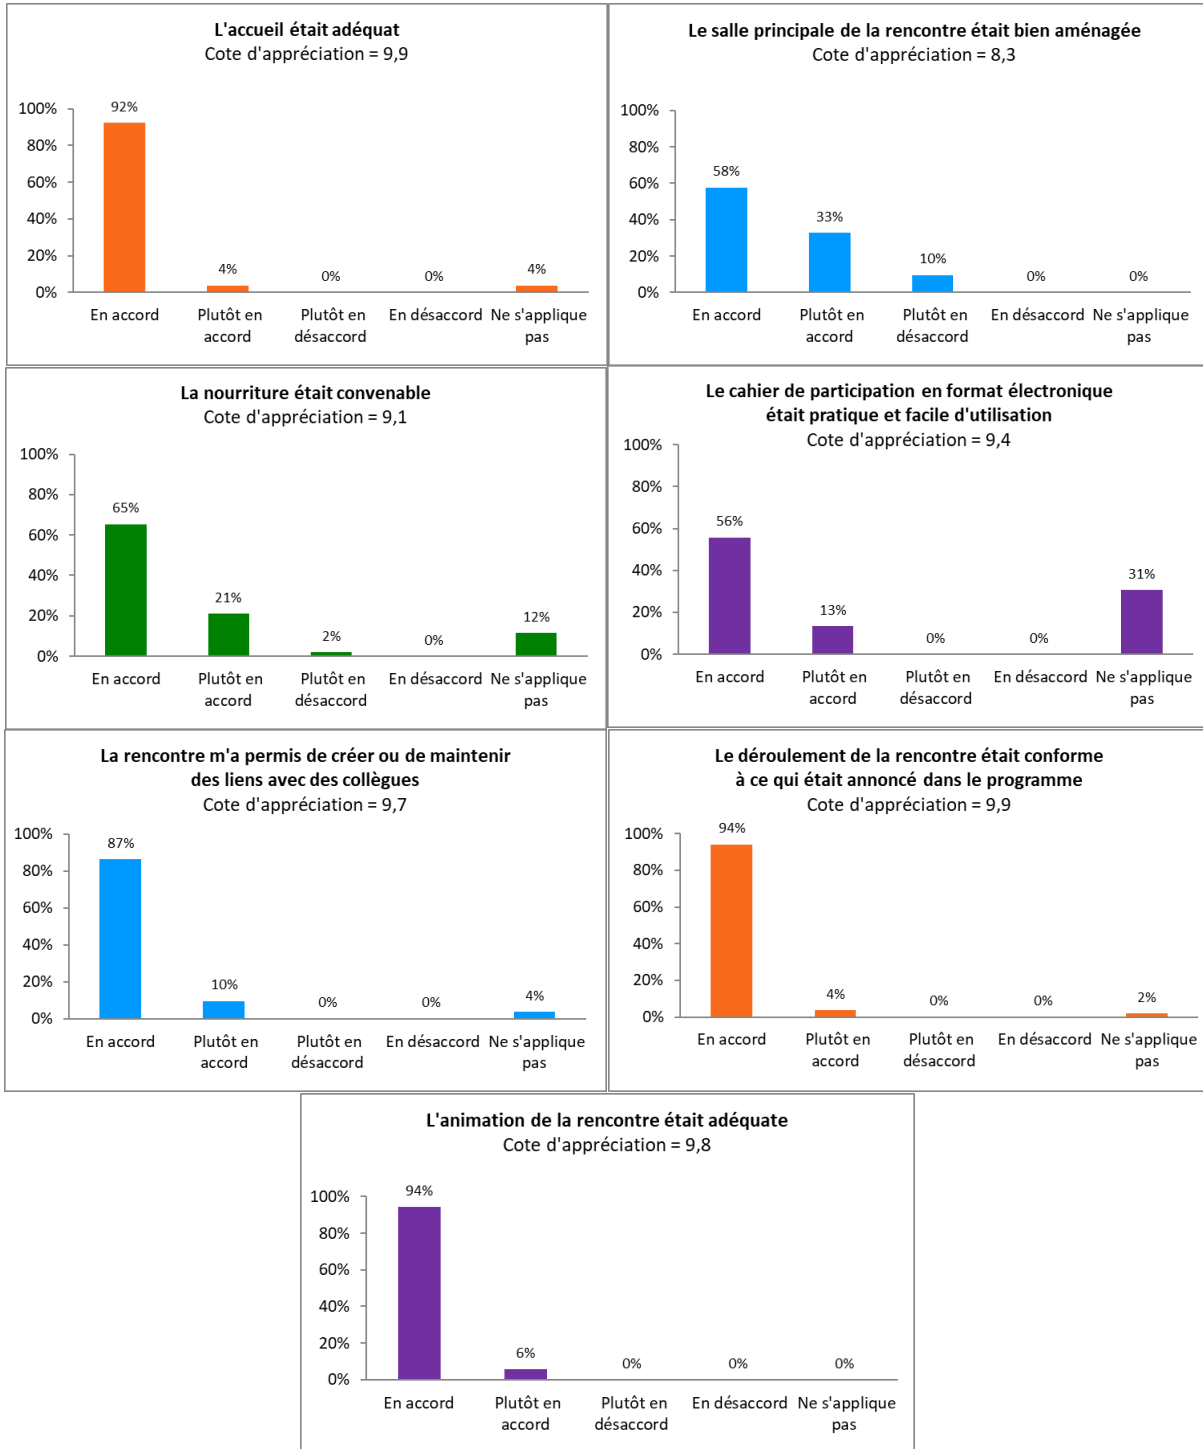 L'accueil était adéquat
Cote d'appréciation = 9,9
100%
80%
60%
40%
20%
0%
92%
4%
0%
0%
4%
En accord
Plutôt en accord
Plutôt en désaccord
En désaccord
Ne s'applique pas
Le salle principale de la rencontre était bien aménagée
Cote d'appréciation = 8,3
100%
80%
60%
40%
20%
0%
58%
33%
10%
0%
0%
En accord
Plutôt en accord
Plutôt en désaccord
En désaccord
Ne s'applique pas
La nourriture était convenable
Cote d'appréciation = 9,1
100%
80%
60%
40%
20%
0%
65%
21%
2%
0%
12%
En accord
Plutôt en accord
Plutôt en désaccord
En désaccord
Ne s'applique pas
Le cahier de participation en format électronique
était pratique et facile d'utilisation
Cote d'appréciation = 9,4
100%
80%
60%
40%
20%
0%
56%
13%
0%
0%
31%
En accord
Plutôt en accord
Plutôt en désaccord
En désaccord
Ne s'applique pas
La rencontre m'a permis de créer ou de maintenir
des liens avec des collègues
Cote d'appréciation = 9,7
100%
80%
60%
40%
20%
0%
87%
10%
0%
0%
4%
En accord
Plutôt en accord
Plutôt en désaccord
En désaccord
Ne s'applique pas
Le déroulement de la rencontre était conforme
à ce qui était annoncé dans le programme
Cote d'appréciation = 9,9
100%
80%
60%
40%
20%
0%
94%
4%
0%
0%
2%
En accord
Plutôt en accord
Plutôt en désaccord
En désaccord
Ne s'applique pas
L'animation de la rencontre était adéquate
Cote d'appréciation = 9,8
100%
80%
60%
40%
20%
0%
94%
6%
0%
0%
0%
En accord
Plutôt en accord
Plutôt en désaccord
En désaccord
Ne s'applique pas